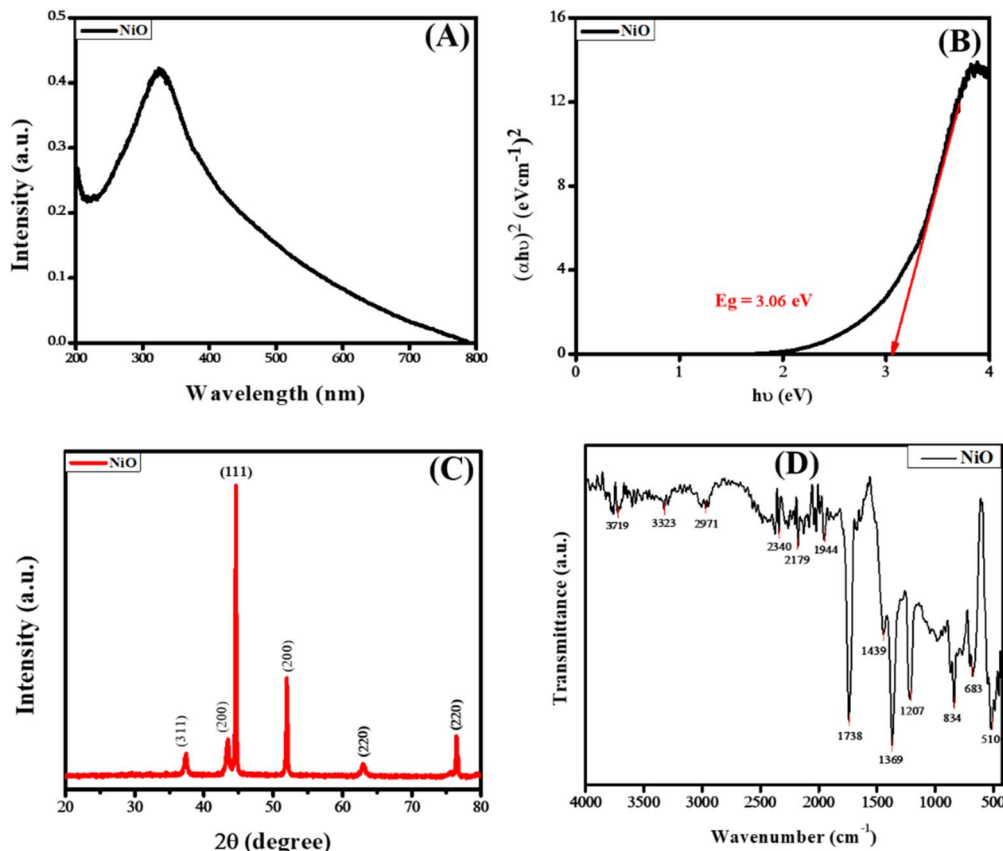 NiO
(A)
0.5
0.4
0.3
0.2
0.1
0.0
200 300 400 500 600 700 800
Intensity (a.u.)
Wavelength (nm)
NiO
(B)
16
12
8
4
0
0 1 2 3 4
Eg = 3.06 eV
(αhυ)² (eVcm⁻¹)²
hυ (eV)
NiO
(C)
(111)
(311)
(200)
(200)
(220)
(220)
20 30 40 50 60 70 80
Intensity (a.u.)
2θ (degree)
(D)
NiO
3719
3323
2971
2340
2179
1944
1738
1439
1369
1207
834
683
510
4000 3500 3000 2500 2000 1500 1000 500
Transmittance (a.u.)
Wavenumber (cm⁻¹)